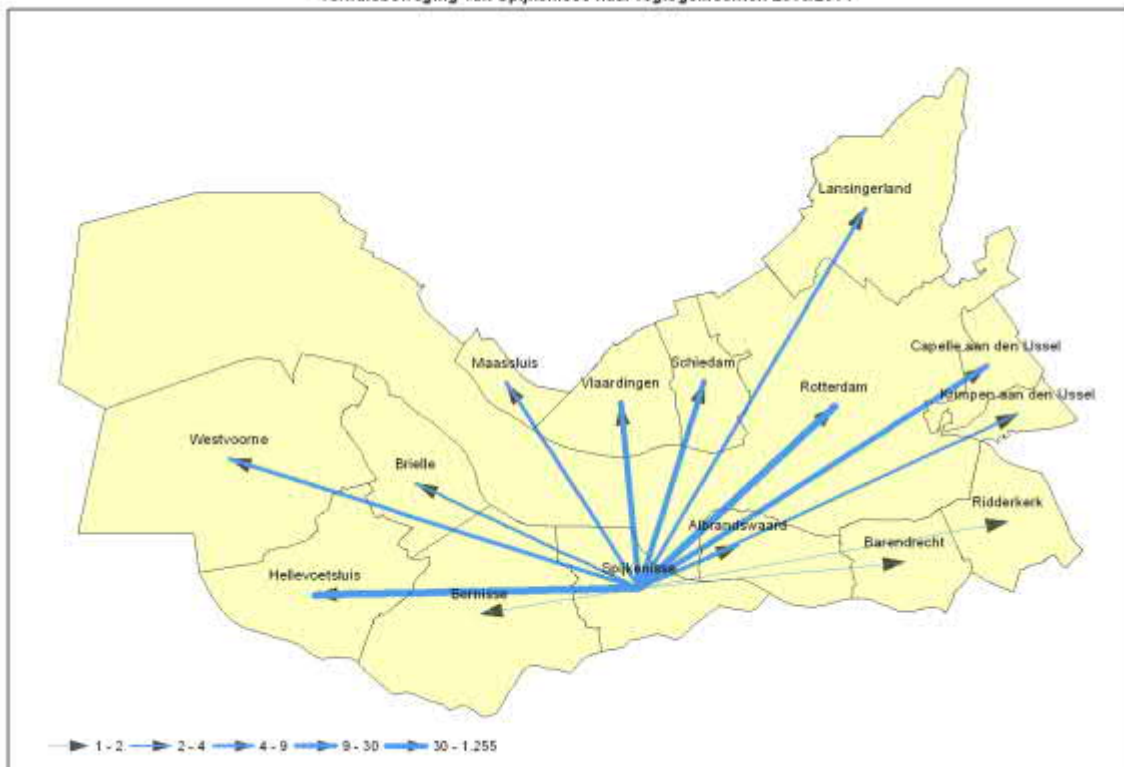 Lansingerland
Capelle aan den IJssel
Maassluis
Schiedam
Vlaardingen
Rotterdam
Krimpen aan den IJssel
Westvoorne
Brielle
Ridderkerk
Albrandswaard
Barendrecht
Spijkenisse
Hellevoetsluis
Bernisse
1 - 2 2 - 4 4 - 9 9 - 30 30 - 1.255